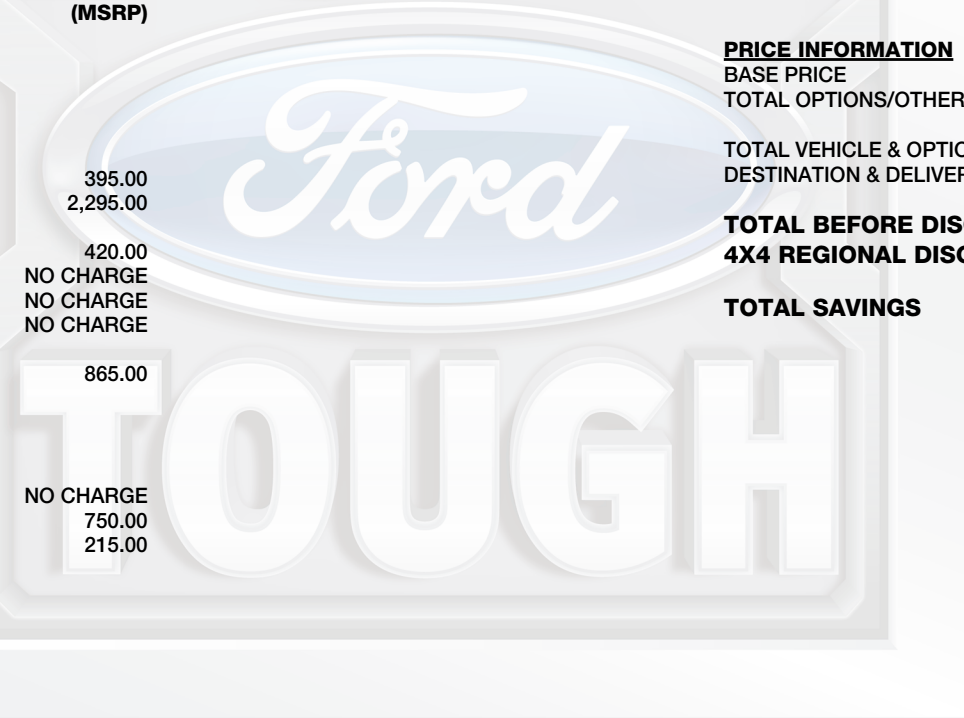 (MSRP)
395.00
2,295.00
420.00
NO CHARGE
NO CHARGE
NO CHARGE
865.00
NO CHARGE
750.00
215.00
PRICE INFORMATION
BASE PRICE
TOTAL OPTIONS/OTHER
TOTAL VEHICLE & OPTIO
DESTINATION & DELIVER
TOTAL BEFORE DIS
4X4 REGIONAL DISC
TOTAL SAVINGS
Ford
TOUGH